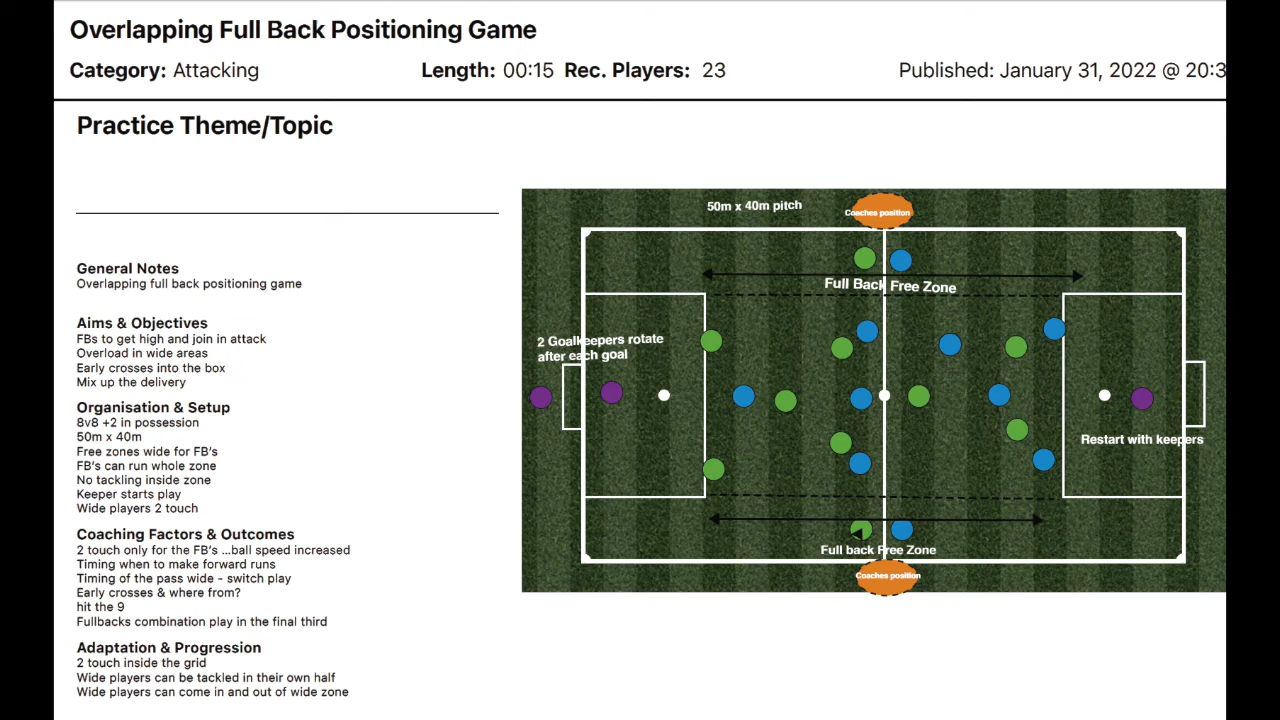 Overlapping Full Back Positioning Game
Category: Attacking Length: 00:15 Rec. Players: 23 Published: January 31, 2022 @ 20:3
Practice Theme/Topic
General Notes
Overlapping full back positioning game
Aims & Objectives
FBs to get high and join in attack
Overload in wide areas
Early crosses into the box
Mix up the delivery
Organisation & Setup
8v8 +2 in possession
50m x 40m
Free zones wide for FB's
FB's can run whole zone
No tackling inside zone
Keeper starts play
Wide players 2 touch
Coaching Factors & Outcomes
2 touch only for the FB's ...ball speed increased
Timing when to make forward runs
Timing of the pass wide - switch play
Early crosses & where from?
hit the 9
Fullbacks combination play in the final third
Adaptation & Progression
2 touch inside the grid
Wide players can be tackled in their own half
Wide players can come in and out of wide zone
50m x 40m pitch
Coaches position
Full Back Free Zone
2 Goalkeepers rotate
after each goal
Restart with keepers
Full back Free Zone
Coaches position